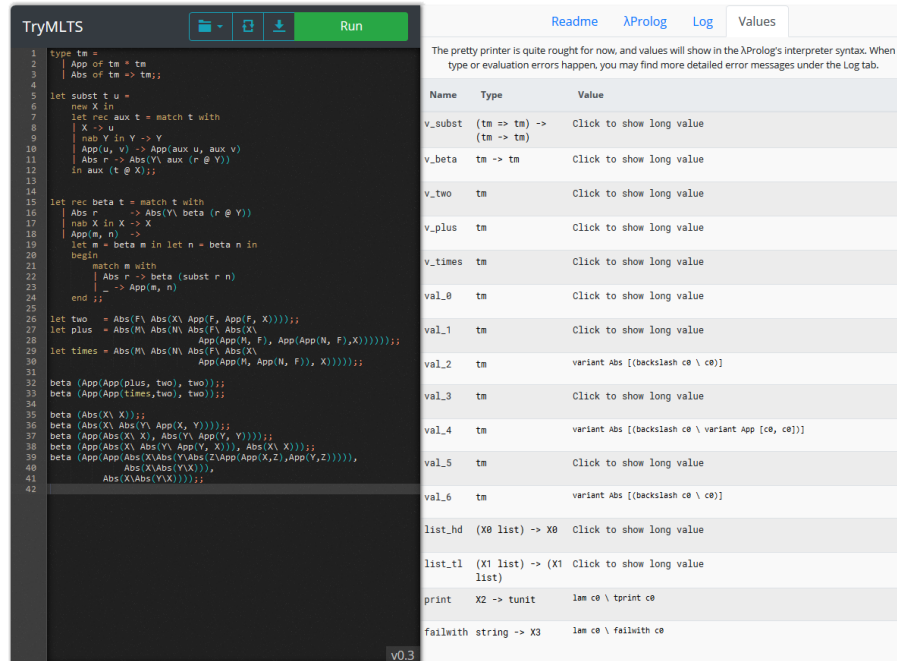 TryMLTS
Run
1 type tm =
2 | App of tm * tm
3 | Abs of tm => tm;;
4
5 let subst t u =
6 new X in
7 let rec aux t = match t with
8 | X -> u
9 | nab Y in Y -> Y
10 | App(u, v) -> App(aux u, aux v)
11 | Abs r -> Abs(Y\ aux (r @ Y))
12 in aux (t @ X);;
13
14
15 let rec beta t = match t with
16 | Abs r -> Abs(Y\ beta (r @ Y))
17 | nab X in X -> X
18 | App(m, n) ->
19 let m = beta m in let n = beta n in
20 begin
21 match m with
22 | Abs r -> beta (subst r n)
23 | _ -> App(m, n)
24 end ;;
25
26 let two = Abs(F\ Abs(X\ App(F, App(F, X))));;
27 let plus = Abs(M\ Abs(N\ Abs(F\ Abs(X\
28 App(App(M, F), App(App(N, F),X))))));;
29 let times = Abs(M\ Abs(N\ Abs(F\ Abs(X\
30 App(App(M, App(N, F)), X)))));;
31
32 beta (App(App(plus, two), two));;
33 beta (App(App(times,two), two));;
34
35 beta (Abs(X\ X));;
36 beta (Abs(X\ Abs(Y\ App(X, Y))));;
37 beta (App(Abs(X\ X), Abs(Y\ App(Y, Y))));;
38 beta (App(Abs(X\ Abs(Y\ App(Y, X))), Abs(X\ X)));;
39 beta (App(App(Abs(X\Abs(Y\Abs(Z\App(App(X,Z),App(Y,Z))))),
40 Abs(X\Abs(Y\X))),
41 Abs(X\Abs(Y\X))));;
42
v0.3
Readme λProlog Log Values
The pretty printer is quite rought for now, and values will show in the λProlog's interpreter syntax. When
type or evaluation errors happen, you may find more detailed error messages under the Log tab.
Name Type Value
v_subst (tm => tm) -> Click to show long value
(tm -> tm)
v_beta tm -> tm Click to show long value
v_two tm Click to show long value
v_plus tm Click to show long value
v_times tm Click to show long value
val_0 tm Click to show long value
val_1 tm Click to show long value
val_2 tm variant Abs [(backslash c0 \ c0)]
val_3 tm Click to show long value
val_4 tm variant Abs [(backslash c0 \ variant App [c0, c0])]
val_5 tm Click to show long value
val_6 tm variant Abs [(backslash c0 \ c0)]
list_hd (X0 list) -> X0 Click to show long value
list_tl (X1 list) -> (X1 Click to show long value
list)
print X2 -> tunit lam c0 \ tprint c0
failwith string -> X3 lam c0 \ failwith c0